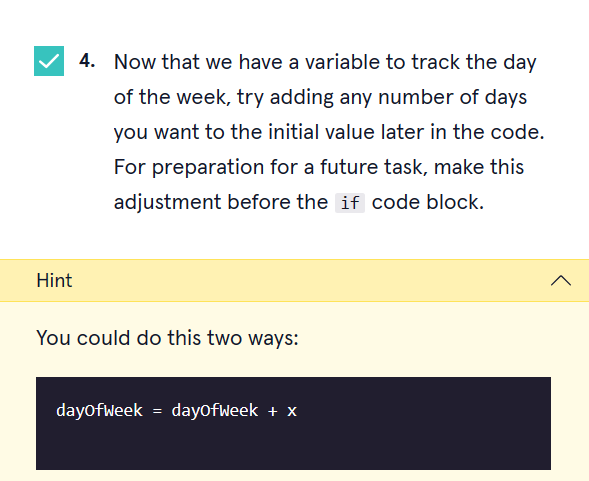 4. Now that we have a variable to track the day
of the week, try adding any number of days
you want to the initial value later in the code.
For preparation for a future task, make this
adjustment before the if code block.
Hint
You could do this two ways:
dayOfWeek = dayOfWeek + x